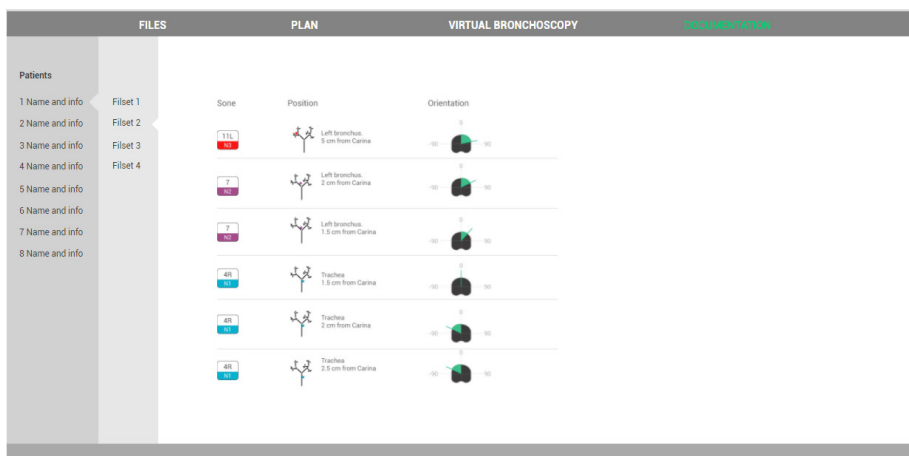 FILES PLAN VIRTUAL BRONCHOSCOPY DOCUMENTATION
Patients
1 Name and info
2 Name and info
3 Name and info
4 Name and info
5 Name and info
6 Name and info
7 Name and info
8 Name and info
Filset 1
Filset 2
Filset 3
Filset 4
Sone Position Orientation
11L
N3
Left bronchus.
5 cm from Carina
0
-90 90
7
N2
Left bronchus.
2 cm from Carina
0
-90 90
7
N2
Left bronchus.
1.5 cm from Carina
0
-90 90
4R
N1
Trachea
1.5 cm from Carina
0
-90 90
4R
N1
Trachea
2 cm from Carina
0
-90 90
4R
N1
Trachea
2.5 cm from Carina
0
-90 90